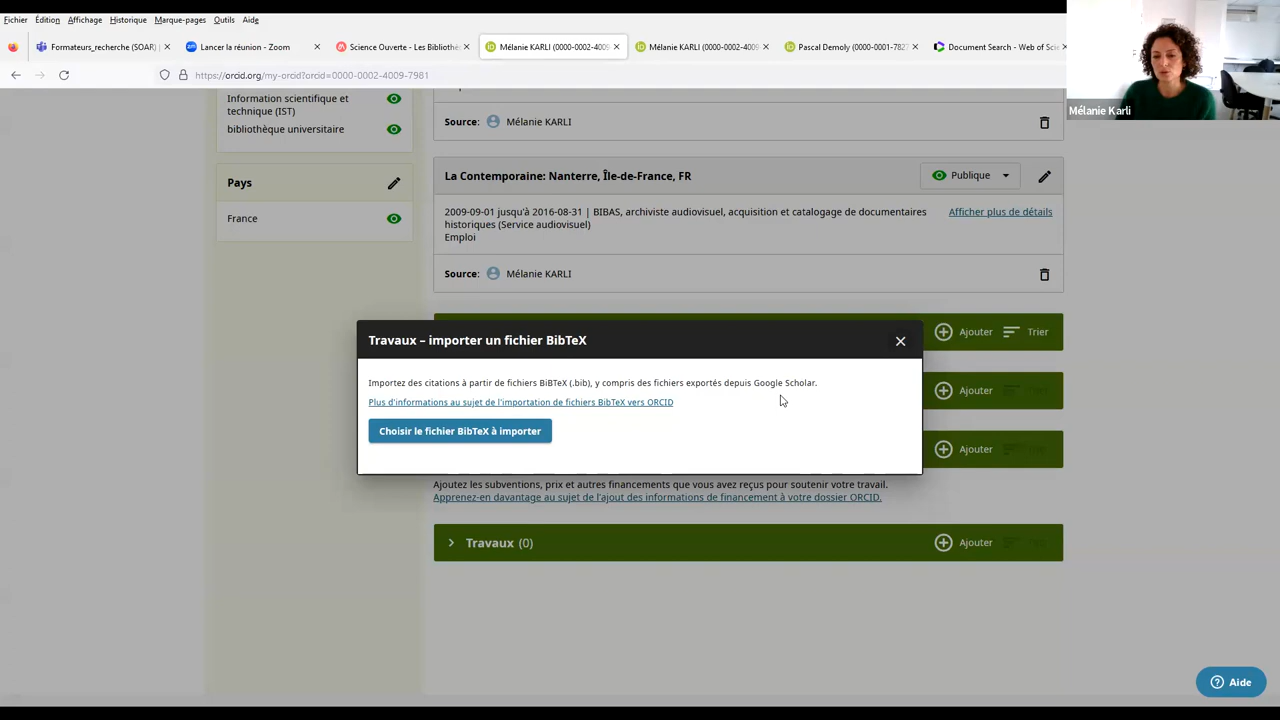 Fichier Édition Affichage Historique Marque-pages Outils Aide
Formateurs_recherche (SOAR) |
Lancer la réunion - Zoom
Science Ouverte - Les Bibliothè
Mélanie KARLI (0000-0002-4009
Mélanie KARLI (0000-0002-4009-
Pascal Demoly (0000-0001-7827
Document Search - Web of Scie
https://orcid.org/my-orcid?orcid=0000-0002-4009-7981
Mélanie Karli
Information scientifique et
technique (IST)
bibliothèque universitaire
Pays
France
Source: Mélanie KARLI
La Contemporaine: Nanterre, Île-de-France, FR
Publique
2009-09-01 jusqu'à 2016-08-31 | BIBAS, archiviste audiovisuel, acquisition et catalogage de documentaires
historiques (Service audiovisuel)
Emploi
Afficher plus de détails
Source: Mélanie KARLI
Ajouter Trier
Travaux – importer un fichier BibTeX
Importez des citations à partir de fichiers BiBTeX (.bib), y compris des fichiers exportés depuis Google Scholar.
Plus d'informations au sujet de l'importation de fichiers BibTeX vers ORCID
Choisir le fichier BibTeX à importer
Ajouter
Ajouter
Ajoutez les subventions, prix et autres financements que vous avez reçus pour soutenir votre travail.
Apprenez-en davantage au sujet de l'ajout des informations de financement à votre dossier ORCID.
Travaux (0)
Ajouter
Aide